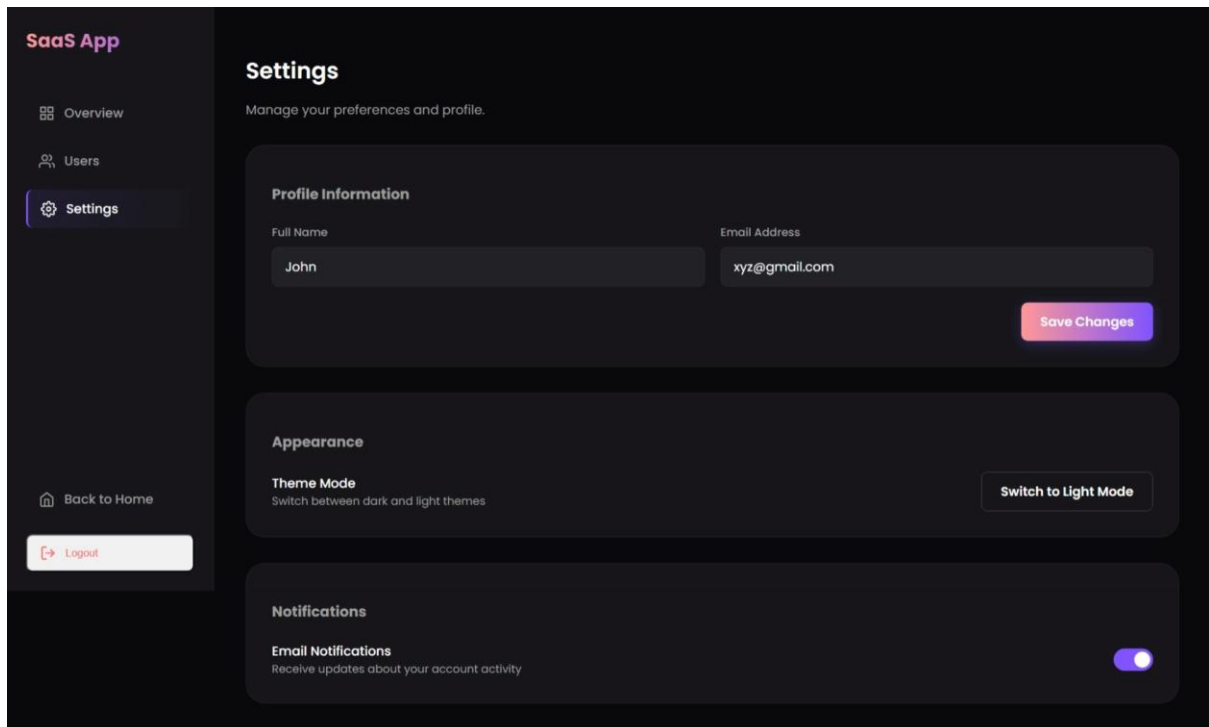 SaaS App
Overview
Users
Settings
Back to Home
Logout
Settings
Manage your preferences and profile.
Profile Information
Full Name
John
Email Address
xyz@gmail.com
Save Changes
Appearance
Theme Mode
Switch between dark and light themes
Switch to Light Mode
Notifications
Email Notifications
Receive updates about your account activity